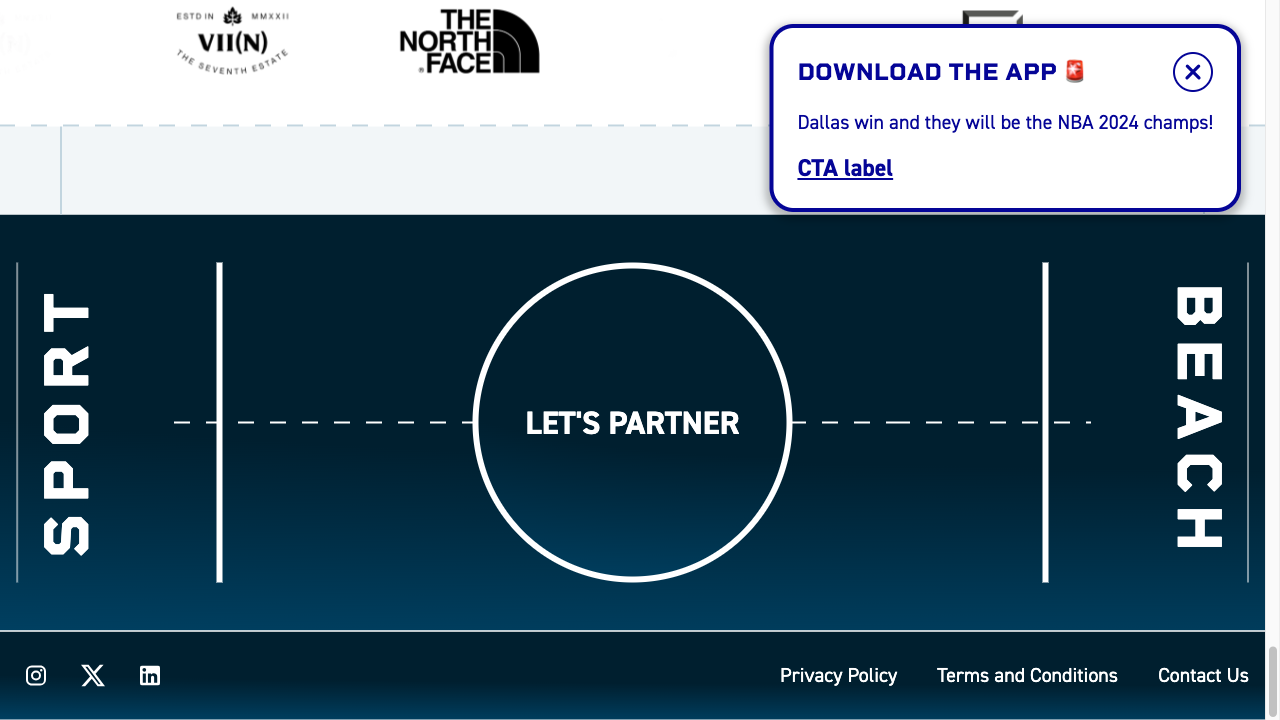 ESTD IN MMXXII
VII(N)
THE SEVENTH ESTATE
THE
NORTH
FACE
DOWNLOAD THE APP
Dallas win and they will be the NBA 2024 champs!
CTA label
SPORT
LET'S PARTNER
BEACH
Privacy Policy
Terms and Conditions
Contact Us